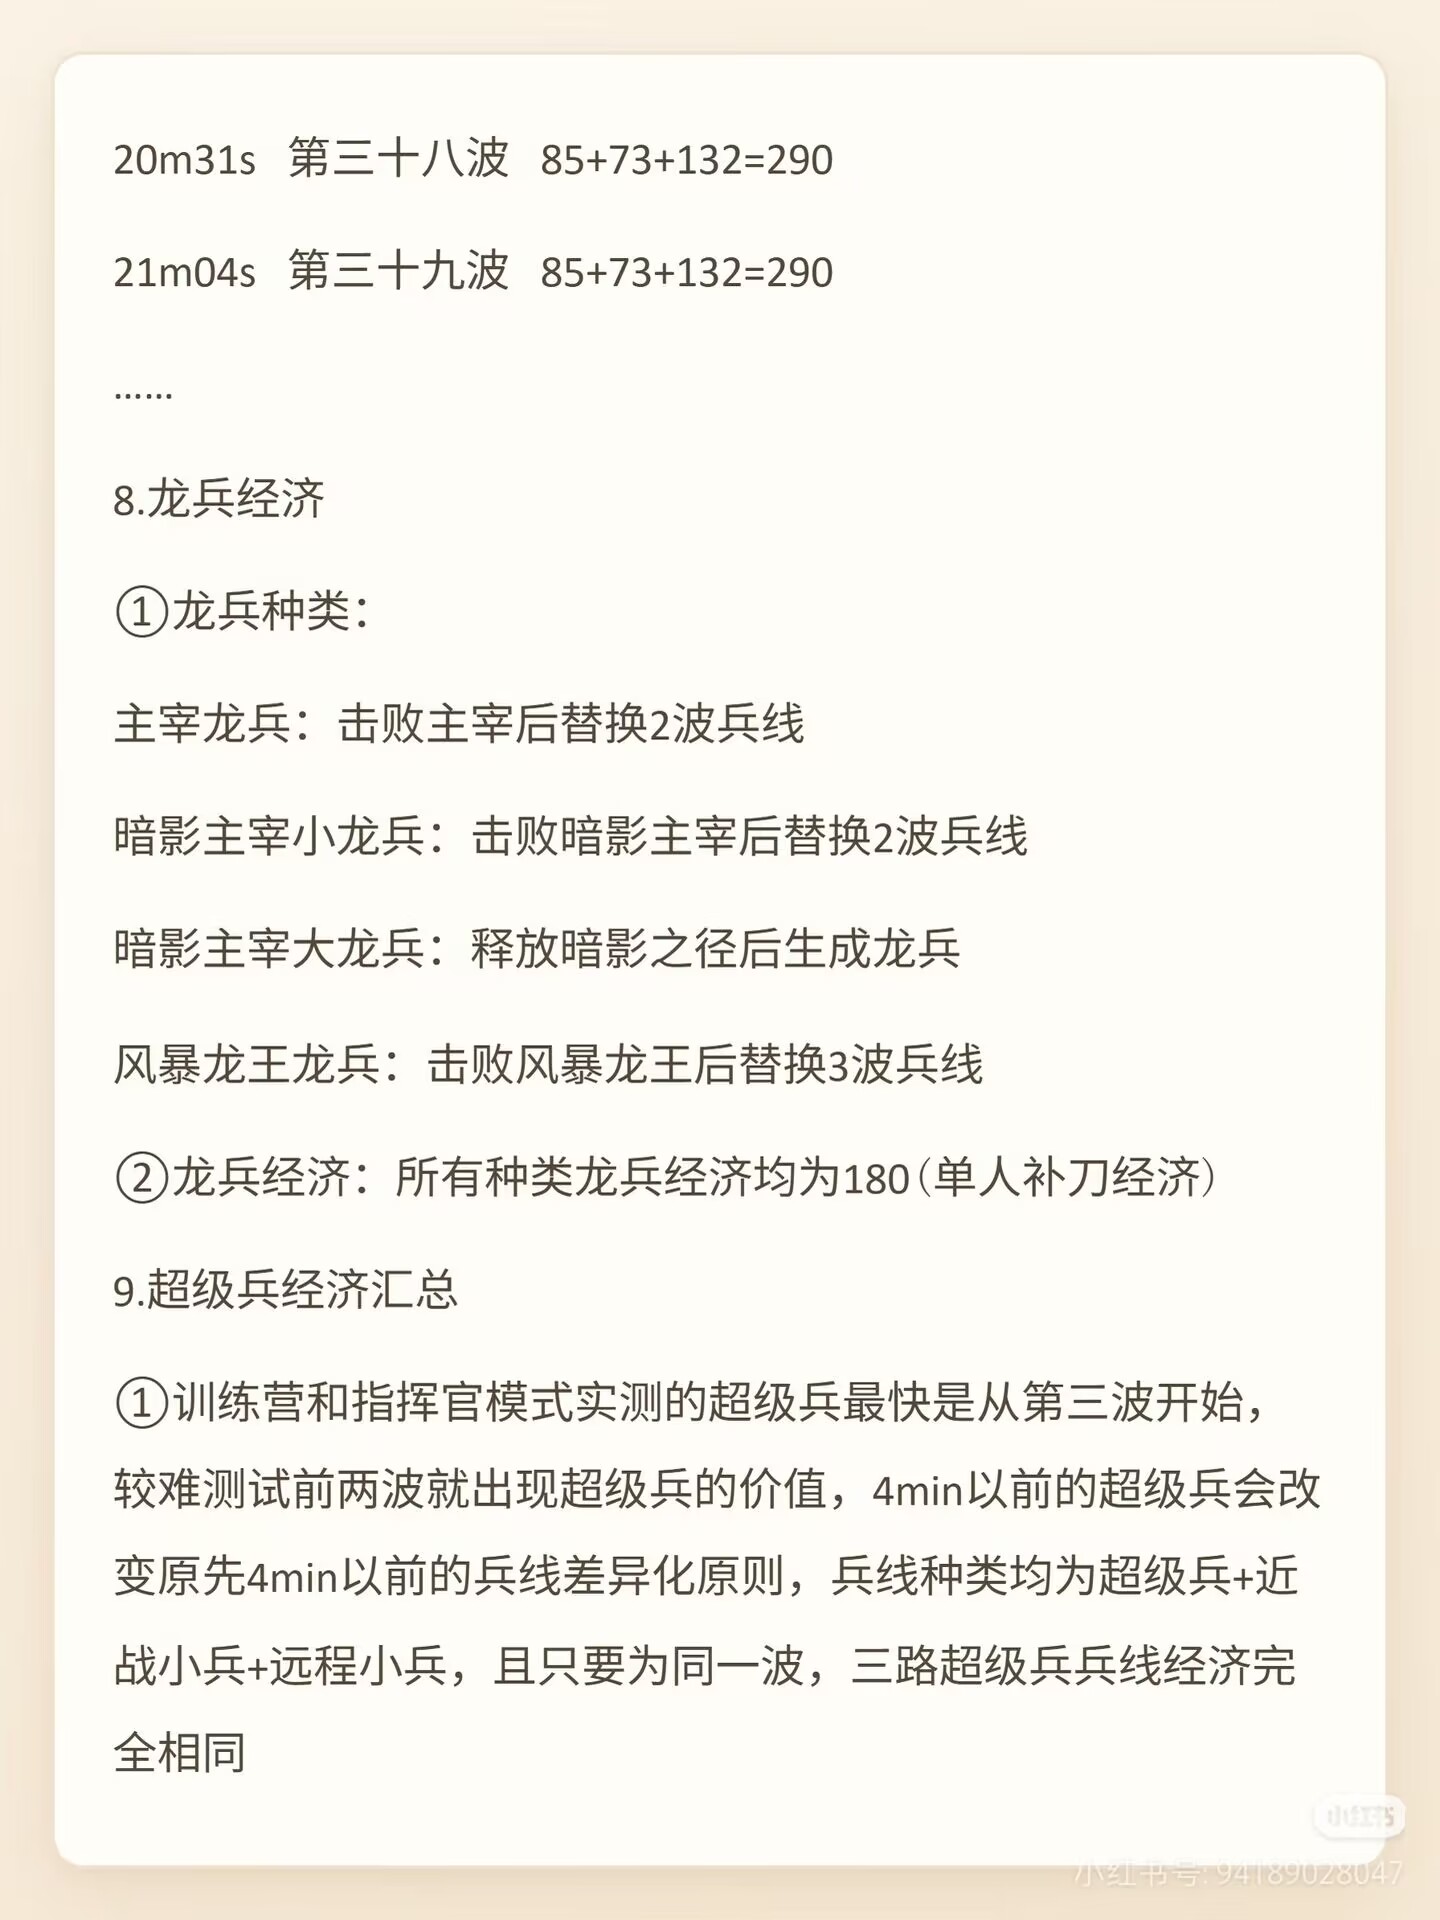 20m31s 第三十八波 85+73+132=290
21m04s 第三十九波 85+73+132=290
……
8.龙兵经济
①龙兵种类：
主宰龙兵：击败主宰后替换2波兵线
暗影主宰小龙兵：击败暗影主宰后替换2波兵线
暗影主宰大龙兵：释放暗影之径后生成龙兵
风暴龙王龙兵：击败风暴龙王后替换3波兵线
②龙兵经济：所有种类龙兵经济均为180（单人补刀经济）
9.超级兵经济汇总
①训练营和指挥官模式实测的超级兵最快是从第三波开始，
较难测试前两波就出现超级兵的价值，4min以前的超级兵会改
变原先4min以前的兵线差异化原则，兵线种类均为超级兵+近
战小兵+远程小兵，且只要为同一波，三路超级兵兵线经济完
全相同
小红书
小红书号: 94189028047